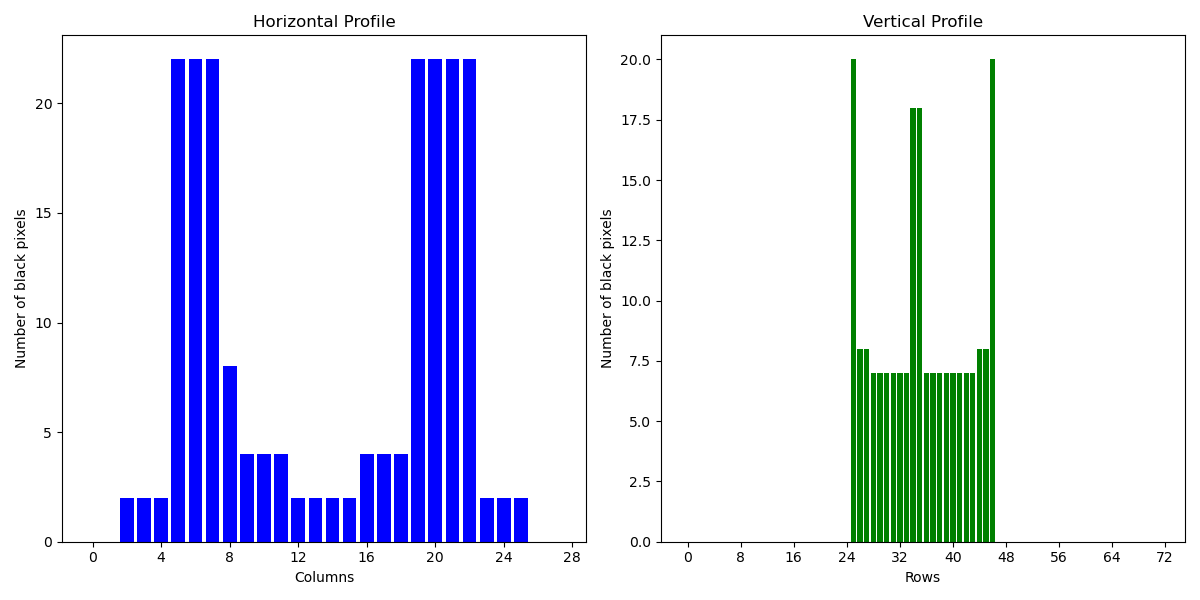 Horizontal Profile
Number of black pixels
20
15
10
5
0
0 4 8 12 16 20 24 28
Columns
Vertical Profile
Number of black pixels
20.0
17.5
15.0
12.5
10.0
7.5
5.0
2.5
0.0
0 8 16 24 32 40 48 56 64 72
Rows